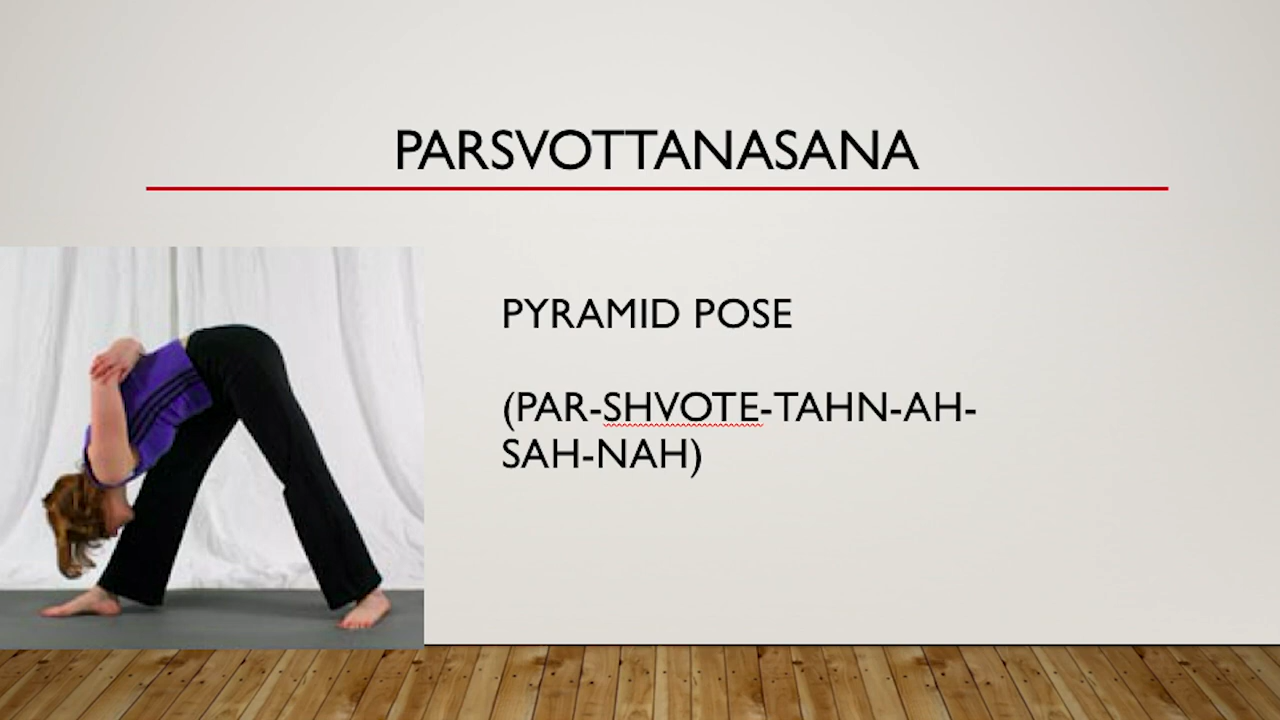 PARSVOTTANASANA
PYRAMID POSE
(PAR-SHVOTE-TAHN-AH-
SAH-NAH)